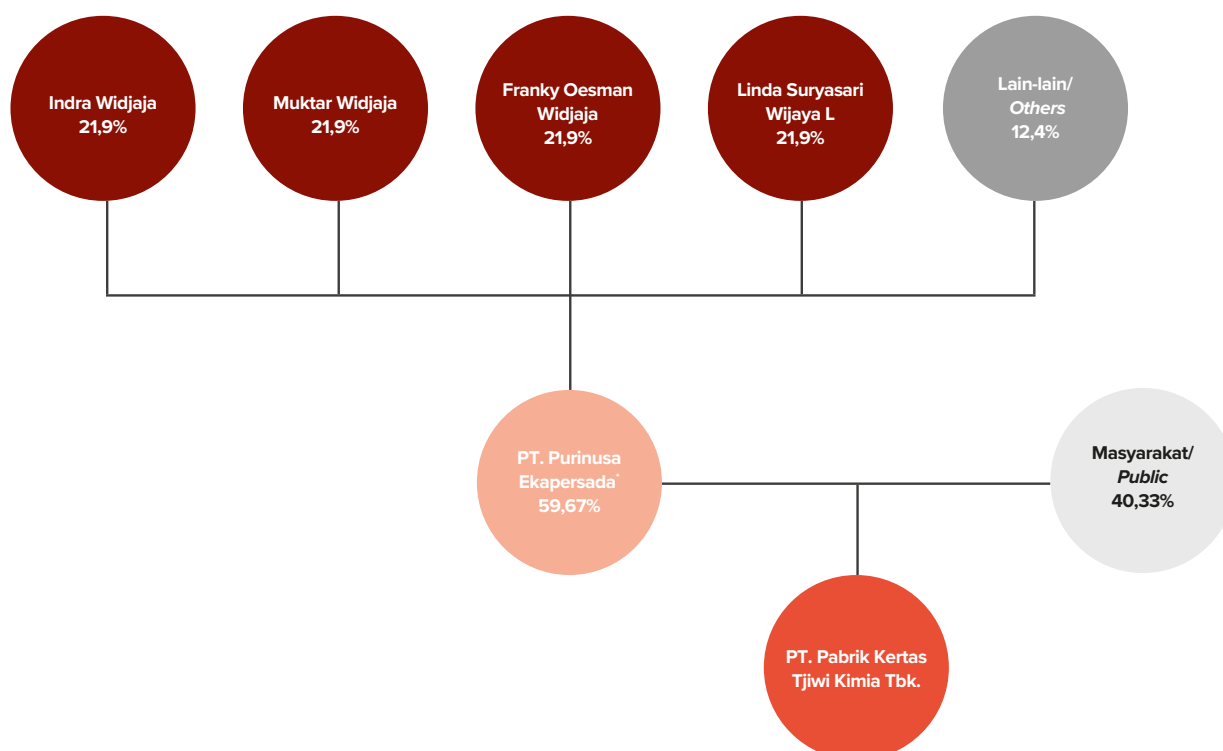 Indra Widjaja
21,9%
Muktar Widjaja
21,9%
Franky Oesman
Widjaja
21,9%
Linda Suryasari
Wijaya L
21,9%
Lain-lain/
Others
12,4%
PT. Purinusa
Ekapersada*
59,67%
Masyarakat/
Public
40,33%
PT. Pabrik Kertas
Tjiwi Kimia Tbk.